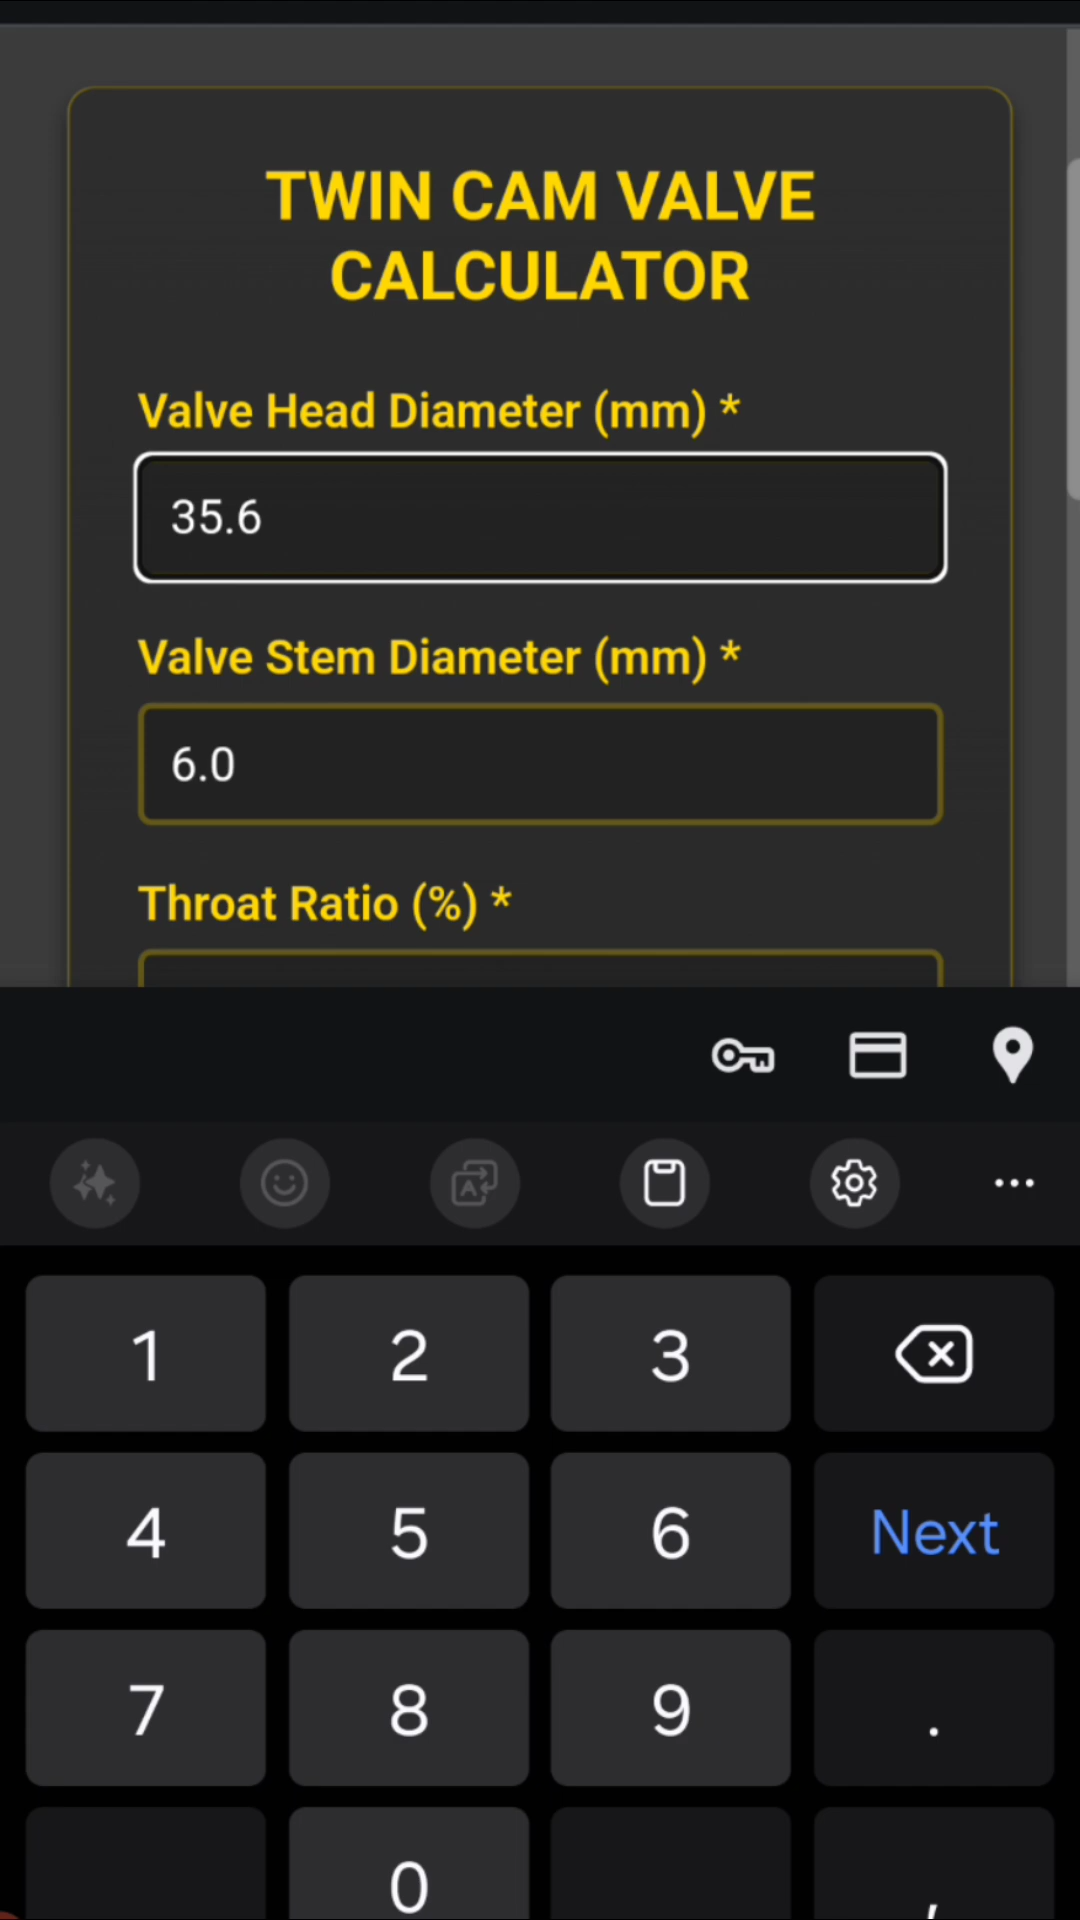 TWIN CAM VALVE
CALCULATOR
Valve Head Diameter (mm) *
35.6
Valve Stem Diameter (mm) *
6.0
Throat Ratio (%) *
1 2 3
4 5 6 Next
7 8 9 .
0 ,